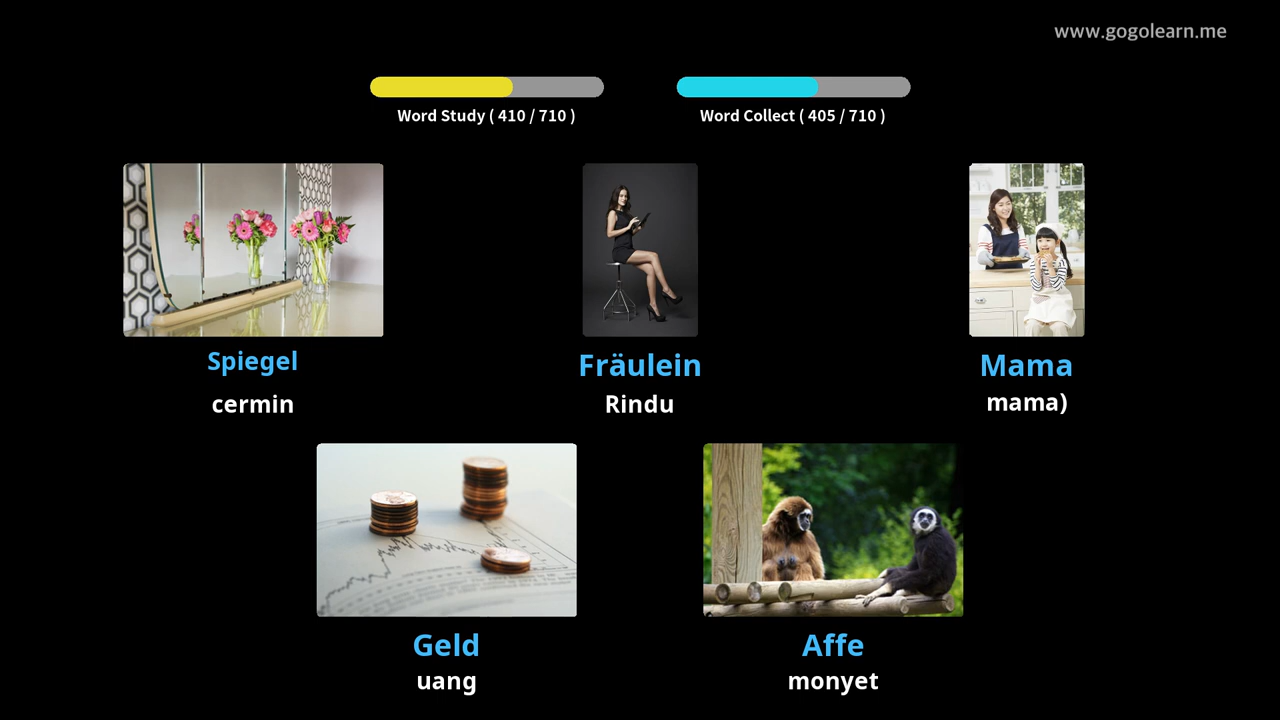 www.gogolearn.me
Word Study ( 410 / 710 )
Word Collect ( 405 / 710 )
Spiegel
cermin
Fräulein
Rindu
Mama
mama)
Geld
uang
Affe
monyet